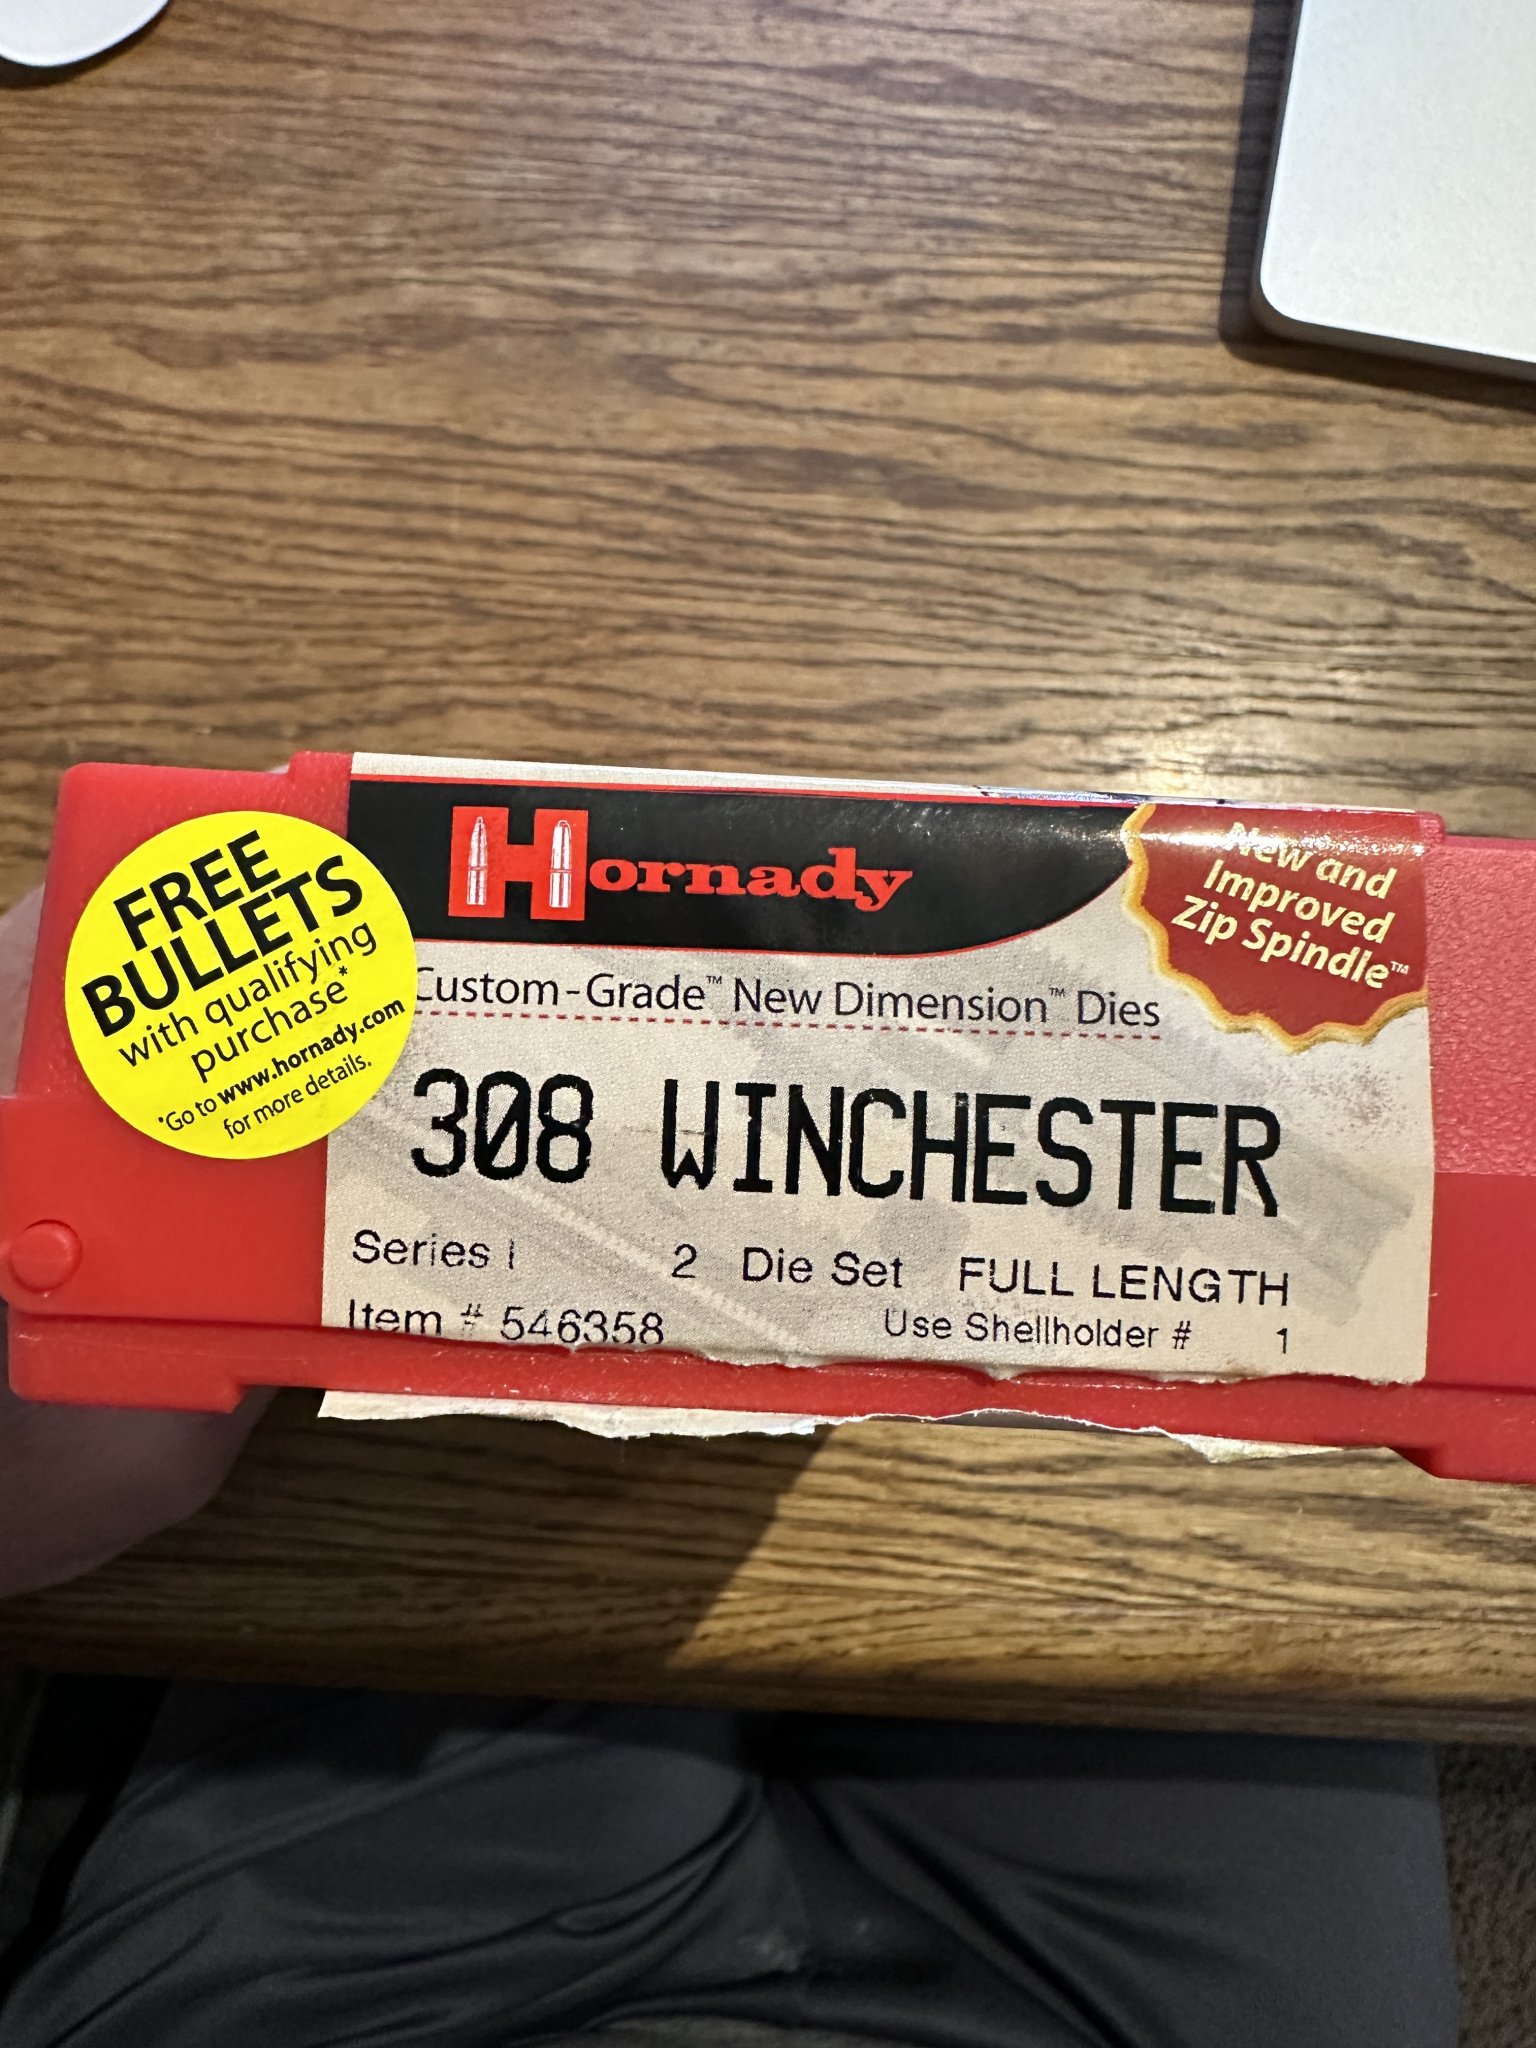 FREE
BULLETS
with qualifying
purchase*
*Go to www.hornady.com
for more details.
Hornady
New and
Improved
Zip Spindle™
Custom-Grade™ New Dimension™ Dies
308 WINCHESTER
Series I 2 Die Set FULL LENGTH
Item # 546358 Use Shellholder # 1